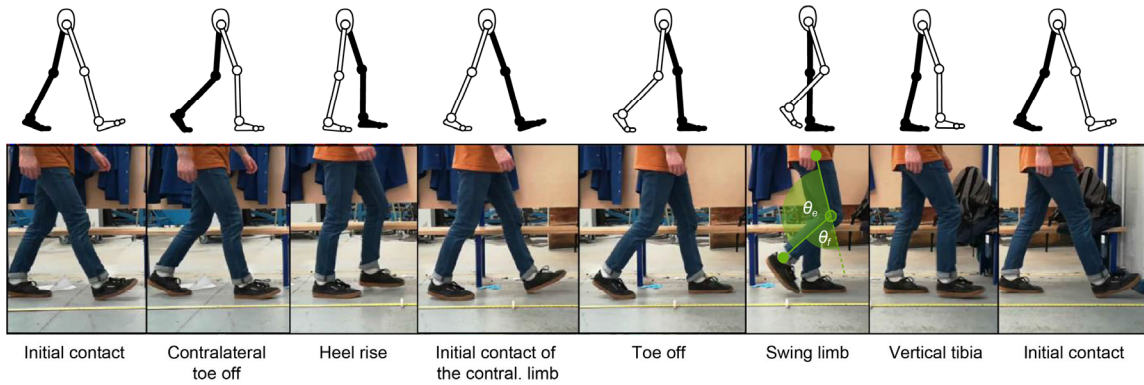 θe
θf
Initial contact
Contralateral
toe off
Heel rise
Initial contact of
the contral. limb
Toe off
Swing limb
Vertical tibia
Initial contact